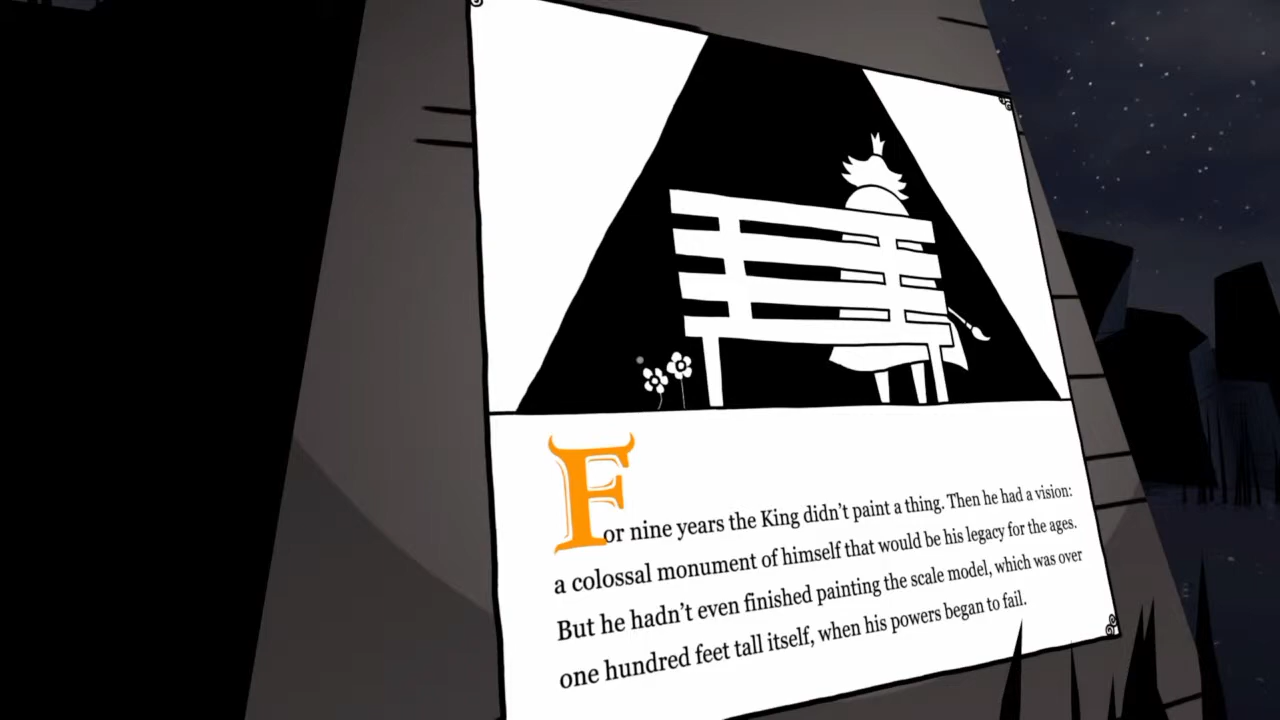 For nine years the King didn't paint a thing. Then he had a vision:
a colossal monument of himself that would be his legacy for the ages.
But he hadn't even finished painting the scale model, which was over
one hundred feet tall itself, when his powers began to fail.